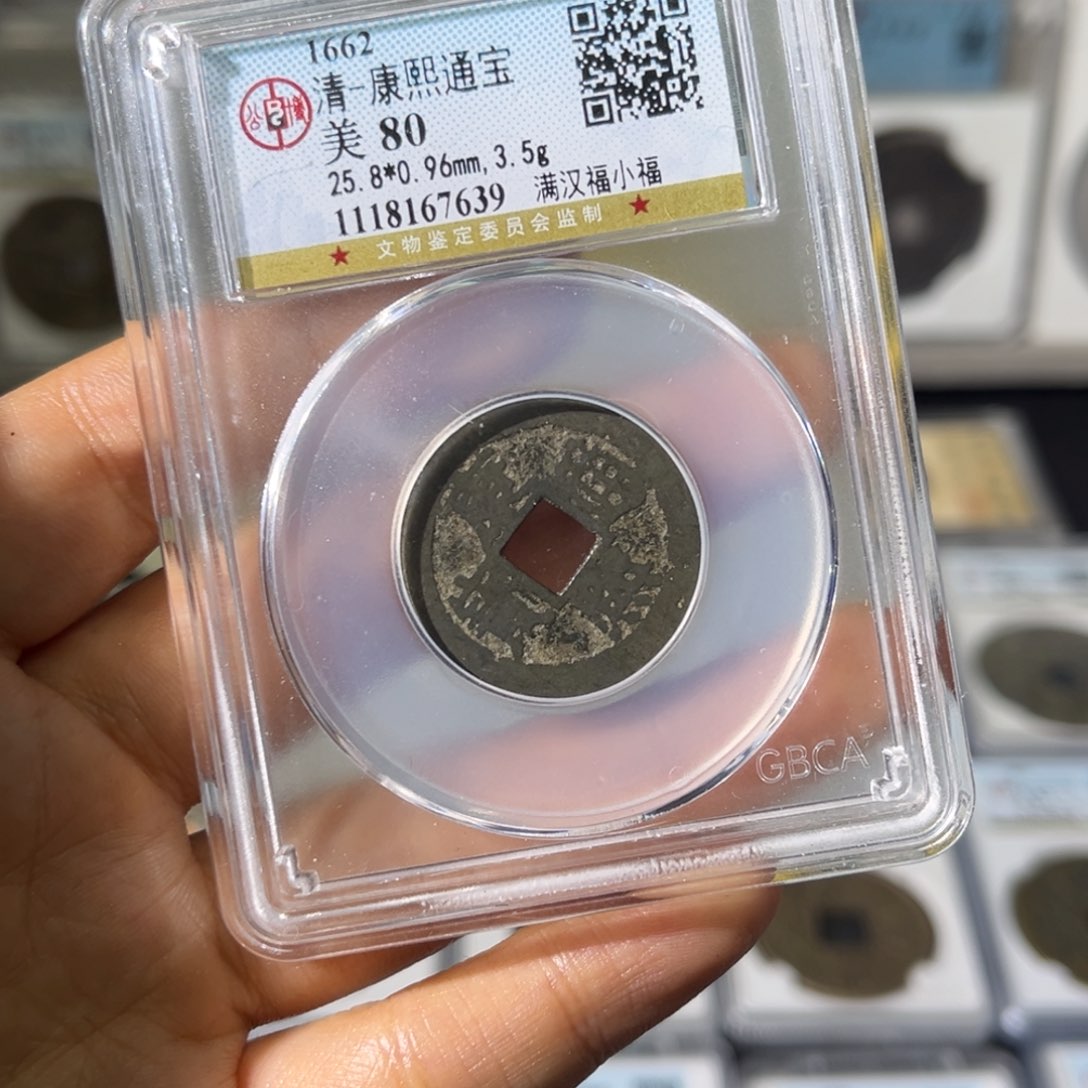 1662
清-康熙通宝
美 80
25.8*0.96mm, 3.5g
1118167639 满汉福小福
★ 文物鉴定委员会监制 ★
GBCA